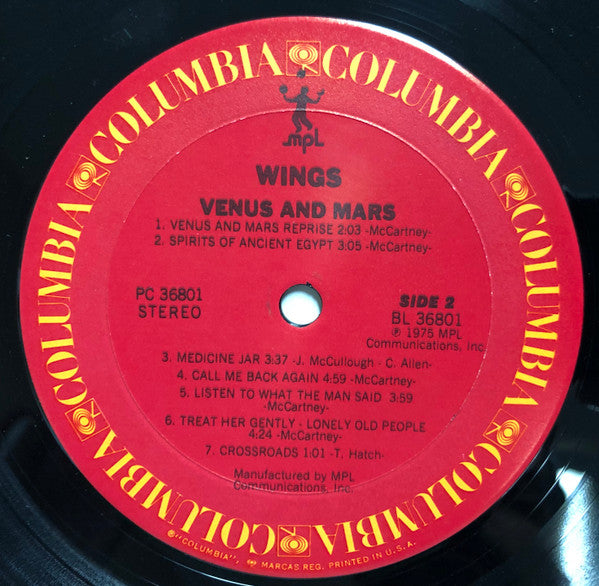 COLUMBIA COLUMBIA COLUMBIA COLUMBIA COLUMBIA COLUMBIA COLUMBIA COLUMBIA
mpl
WINGS
VENUS AND MARS
1. VENUS AND MARS REPRISE 2:03 -McCartney-
2. SPIRITS OF ANCIENT EGYPT 3:05 -McCartney-
PC 36801
STEREO
SIDE 2
BL 36801
℗ 1975 MPL
Communications, Inc.
3. MEDICINE JAR 3:37 -J. McCullough - C. Allen-
4. CALL ME BACK AGAIN 4:59 -McCartney-
5. LISTEN TO WHAT THE MAN SAID 3:59
-McCartney-
6. TREAT HER GENTLY - LONELY OLD PEOPLE
4:24 -McCartney-
7. CROSSROADS 1:01 -T. Hatch-
Manufactured by MPL
Communications, Inc.
®"COLUMBIA", MARCAS REG. PRINTED IN U.S.A.